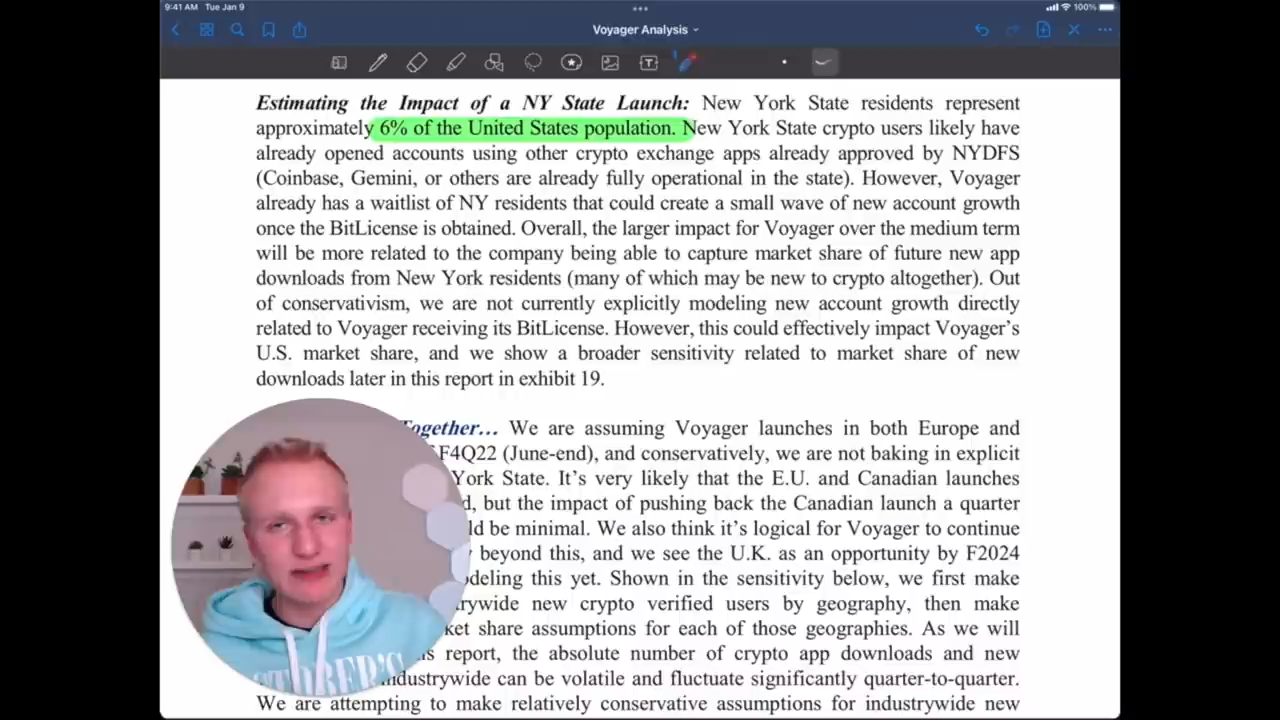 9:41 AM Tue Jan 9
100%
Voyager Analysis
Estimating the Impact of a NY State Launch: New York State residents represent
approximately 6% of the United States population. New York State crypto users likely have
already opened accounts using other crypto exchange apps already approved by NYDFS
(Coinbase, Gemini, or others are already fully operational in the state). However, Voyager
already has a waitlist of NY residents that could create a small wave of new account growth
once the BitLicense is obtained. Overall, the larger impact for Voyager over the medium term
will be more related to the company being able to capture market share of future new app
downloads from New York residents (many of which may be new to crypto altogether). Out
of conservativism, we are not currently explicitly modeling new account growth directly
related to Voyager receiving its BitLicense. However, this could effectively impact Voyager's
U.S. market share, and we show a broader sensitivity related to market share of new
downloads later in this report in exhibit 19.
Together… We are assuming Voyager launches in both Europe and
F4Q22 (June-end), and conservatively, we are not baking in explicit
York State. It's very likely that the E.U. and Canadian launches
but the impact of pushing back the Canadian launch a quarter
be minimal. We also think it's logical for Voyager to continue
beyond this, and we see the U.K. as an opportunity by F2024
yet. Shown in the sensitivity below, we first make
new crypto verified users by geography, then make
share assumptions for each of those geographies. As we will
report, the absolute number of crypto app downloads and new
industrywide can be volatile and fluctuate significantly quarter-to-quarter.
We are attempting to make relatively conservative assumptions for industrywide new